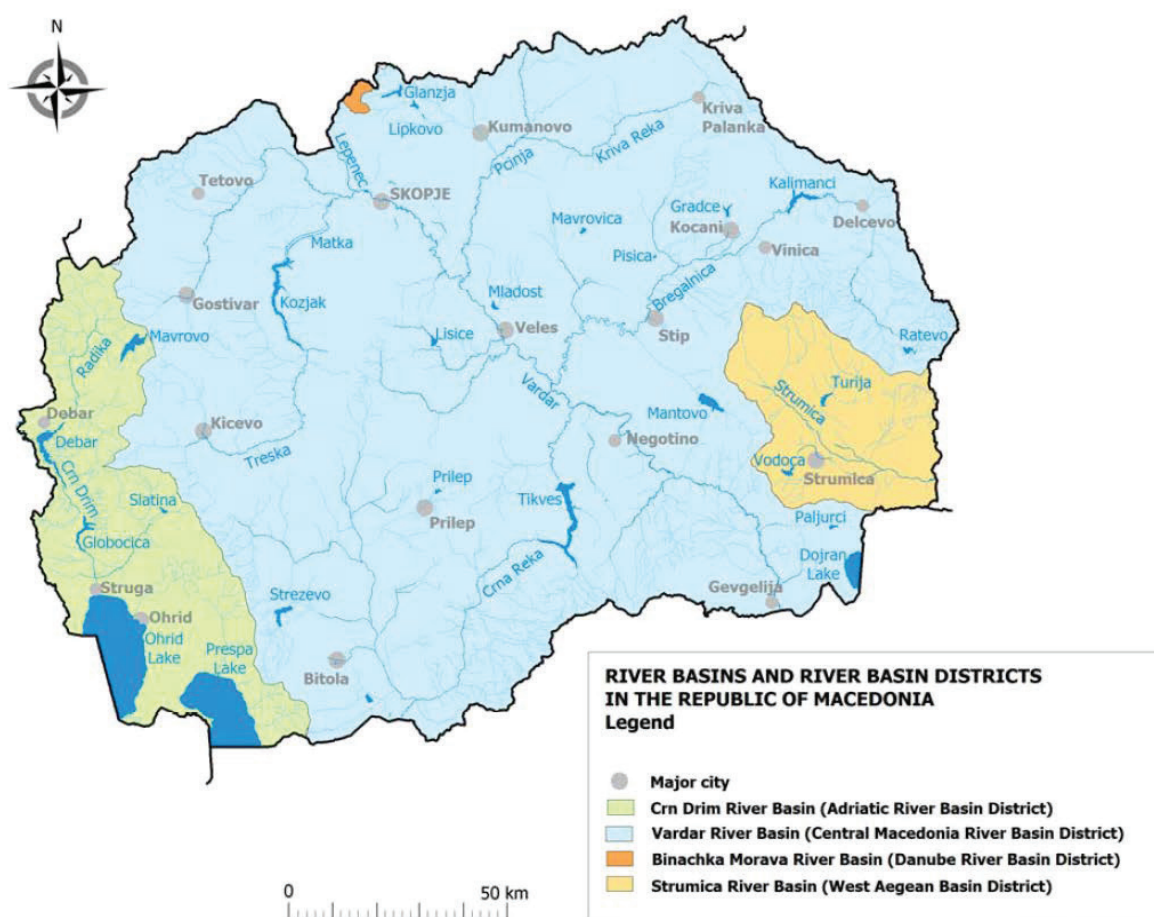 N
Glanzja
Lipkovo
Kumanovo
Kriva
Palanka
Lepenec
Pcinja
Kriva Reka
Tetovo
SKOPJE
Kalimanci
Gradce
Delcevo
Mavrovica
Kocani
Matka
Pisica
Vinica
Bregalnica
Gostivar
Kozjak
Mladost
Mavrovo
Lisice
Veles
Stip
Ratevo
Radika
Vardar
Turija
Strumica
Debar
Debar
Kicevo
Mantovo
Negotino
Treska
Vodoca
Strumica
Crn Drim
Prilep
Tikves
Slatina
Prilep
Paljurci
Globocica
Dojran
Lake
Crna Reka
Struga
Gevgelija
Strezevo
Ohrid
Ohrid
Lake
Prespa
Lake
Bitola
RIVER BASINS AND RIVER BASIN DISTRICTS
IN THE REPUBLIC OF MACEDONIA
Legend
Major city
Crn Drim River Basin (Adriatic River Basin District)
Vardar River Basin (Central Macedonia River Basin District)
Binachka Morava River Basin (Danube River Basin District)
Strumica River Basin (West Aegean Basin District)
0 50 km